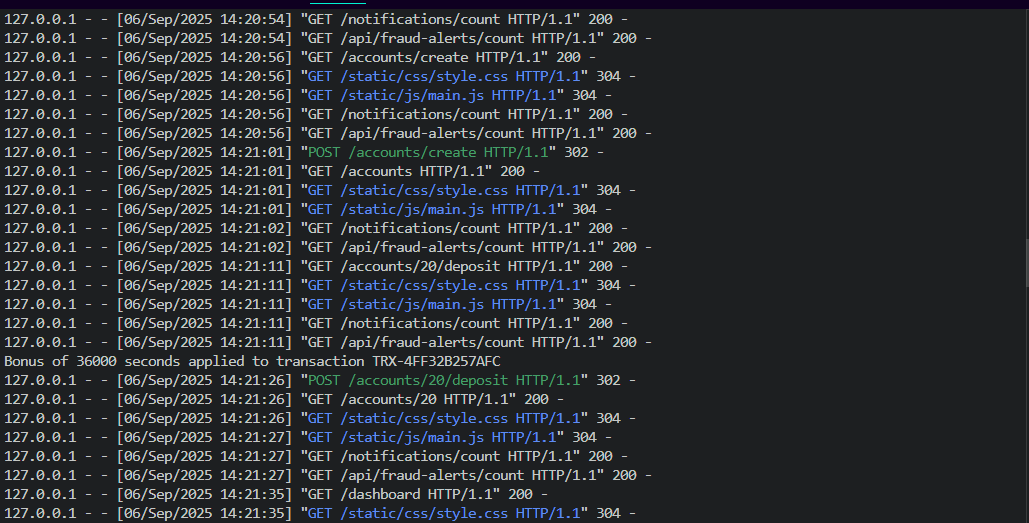 127.0.0.1 - - [06/Sep/2025 14:20:54] "GET /notifications/count HTTP/1.1" 200 -
127.0.0.1 - - [06/Sep/2025 14:20:54] "GET /api/fraud-alerts/count HTTP/1.1" 200 -
127.0.0.1 - - [06/Sep/2025 14:20:56] "GET /accounts/create HTTP/1.1" 200 -
127.0.0.1 - - [06/Sep/2025 14:20:56] "GET /static/css/style.css HTTP/1.1" 304 -
127.0.0.1 - - [06/Sep/2025 14:20:56] "GET /static/js/main.js HTTP/1.1" 304 -
127.0.0.1 - - [06/Sep/2025 14:20:56] "GET /notifications/count HTTP/1.1" 200 -
127.0.0.1 - - [06/Sep/2025 14:20:56] "GET /api/fraud-alerts/count HTTP/1.1" 200 -
127.0.0.1 - - [06/Sep/2025 14:21:01] "POST /accounts/create HTTP/1.1" 302 -
127.0.0.1 - - [06/Sep/2025 14:21:01] "GET /accounts HTTP/1.1" 200 -
127.0.0.1 - - [06/Sep/2025 14:21:01] "GET /static/css/style.css HTTP/1.1" 304 -
127.0.0.1 - - [06/Sep/2025 14:21:01] "GET /static/js/main.js HTTP/1.1" 304 -
127.0.0.1 - - [06/Sep/2025 14:21:02] "GET /notifications/count HTTP/1.1" 200 -
127.0.0.1 - - [06/Sep/2025 14:21:02] "GET /api/fraud-alerts/count HTTP/1.1" 200 -
127.0.0.1 - - [06/Sep/2025 14:21:11] "GET /accounts/20/deposit HTTP/1.1" 200 -
127.0.0.1 - - [06/Sep/2025 14:21:11] "GET /static/css/style.css HTTP/1.1" 304 -
127.0.0.1 - - [06/Sep/2025 14:21:11] "GET /static/js/main.js HTTP/1.1" 304 -
127.0.0.1 - - [06/Sep/2025 14:21:11] "GET /notifications/count HTTP/1.1" 200 -
127.0.0.1 - - [06/Sep/2025 14:21:11] "GET /api/fraud-alerts/count HTTP/1.1" 200 -
Bonus of 36000 seconds applied to transaction TRX-4FF32B257AFC
127.0.0.1 - - [06/Sep/2025 14:21:26] "POST /accounts/20/deposit HTTP/1.1" 302 -
127.0.0.1 - - [06/Sep/2025 14:21:26] "GET /accounts/20 HTTP/1.1" 200 -
127.0.0.1 - - [06/Sep/2025 14:21:26] "GET /static/css/style.css HTTP/1.1" 304 -
127.0.0.1 - - [06/Sep/2025 14:21:27] "GET /static/js/main.js HTTP/1.1" 304 -
127.0.0.1 - - [06/Sep/2025 14:21:27] "GET /notifications/count HTTP/1.1" 200 -
127.0.0.1 - - [06/Sep/2025 14:21:27] "GET /api/fraud-alerts/count HTTP/1.1" 200 -
127.0.0.1 - - [06/Sep/2025 14:21:35] "GET /dashboard HTTP/1.1" 200 -
127.0.0.1 - - [06/Sep/2025 14:21:35] "GET /static/css/style.css HTTP/1.1" 304 -